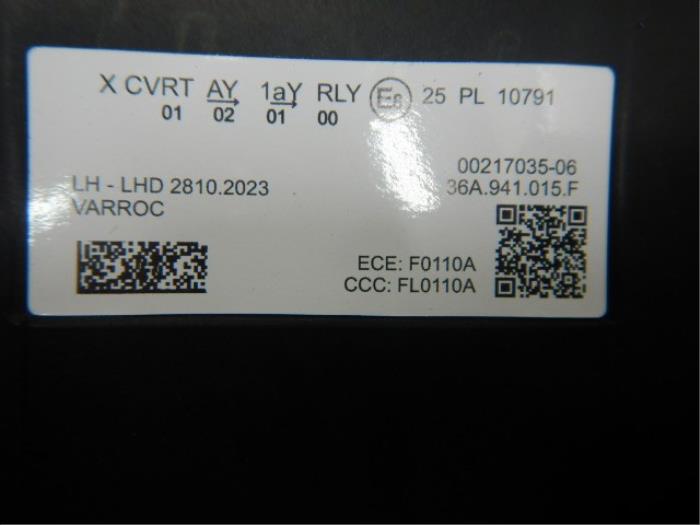 X CVRT AY 1aY RLY E8 25 PL 10791
01 02 01 00
00217035-06
LH - LHD 2810.2023 36A.941.015.F
VARROC
ECE: F0110A
CCC: FL0110A